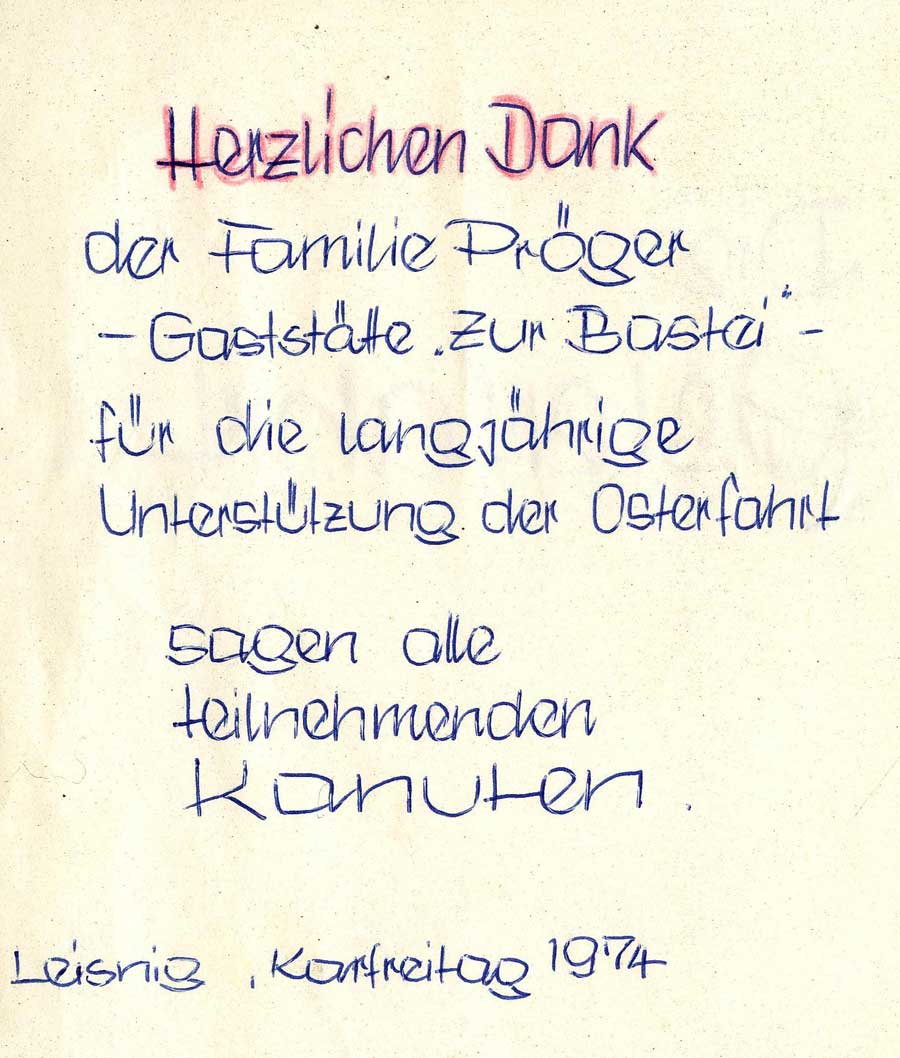 Herzlichen Dank
der Familie Pröger
- Gaststätte „Zur Bastei" -
für die langjährige
Unterstützung der Osterfahrt
sagen alle
teilnehmenden
Kanuten.
Leisnig, Karfreitag 1974